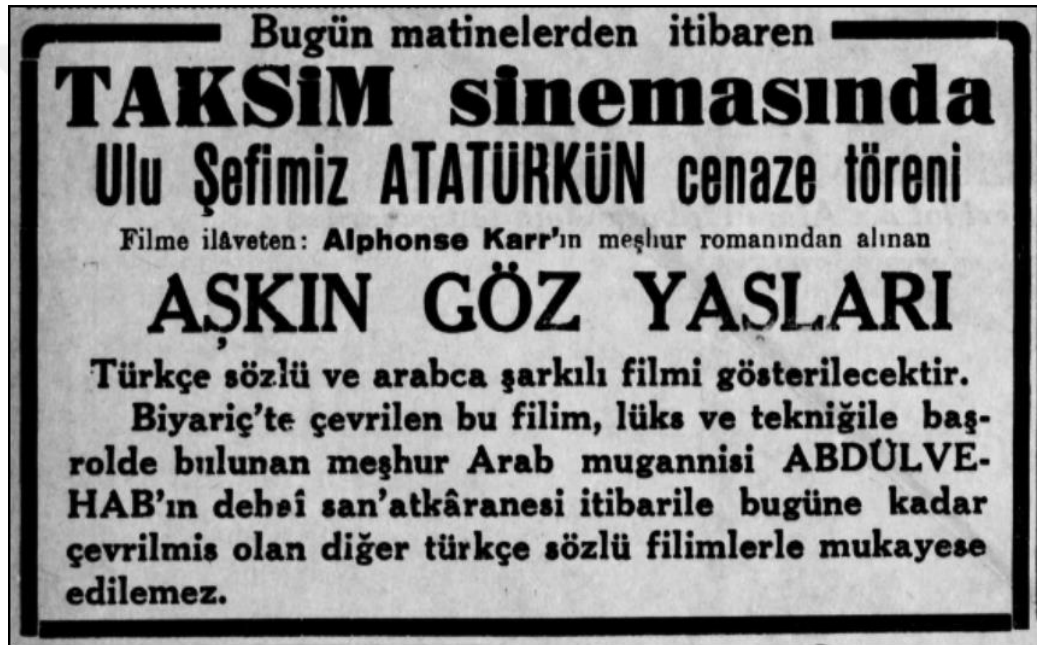 Bugün matinelerden itibaren
TAKSiM sinemasında
Ulu Şefimiz ATATÜRKÜN cenaze töreni
Filme ilâveten: Alphonse Karr'ın meşhur romanından alınan
AŞKIN GÖZ YAŞLARI
Türkçe sözlü ve arabca şarkılı filmi gösterilecektir.
Biyariç'te çevrilen bu filim, lüks ve tekniğile baş-
rolde bulunan meşhur Arab mugannisi ABDÜLVE-
HAB'ın dehsî san'atkâranesi itibarile bugüne kadar
çevrilmis olan diğer türkçe sözlü filimlerle mukayese
edilemez.